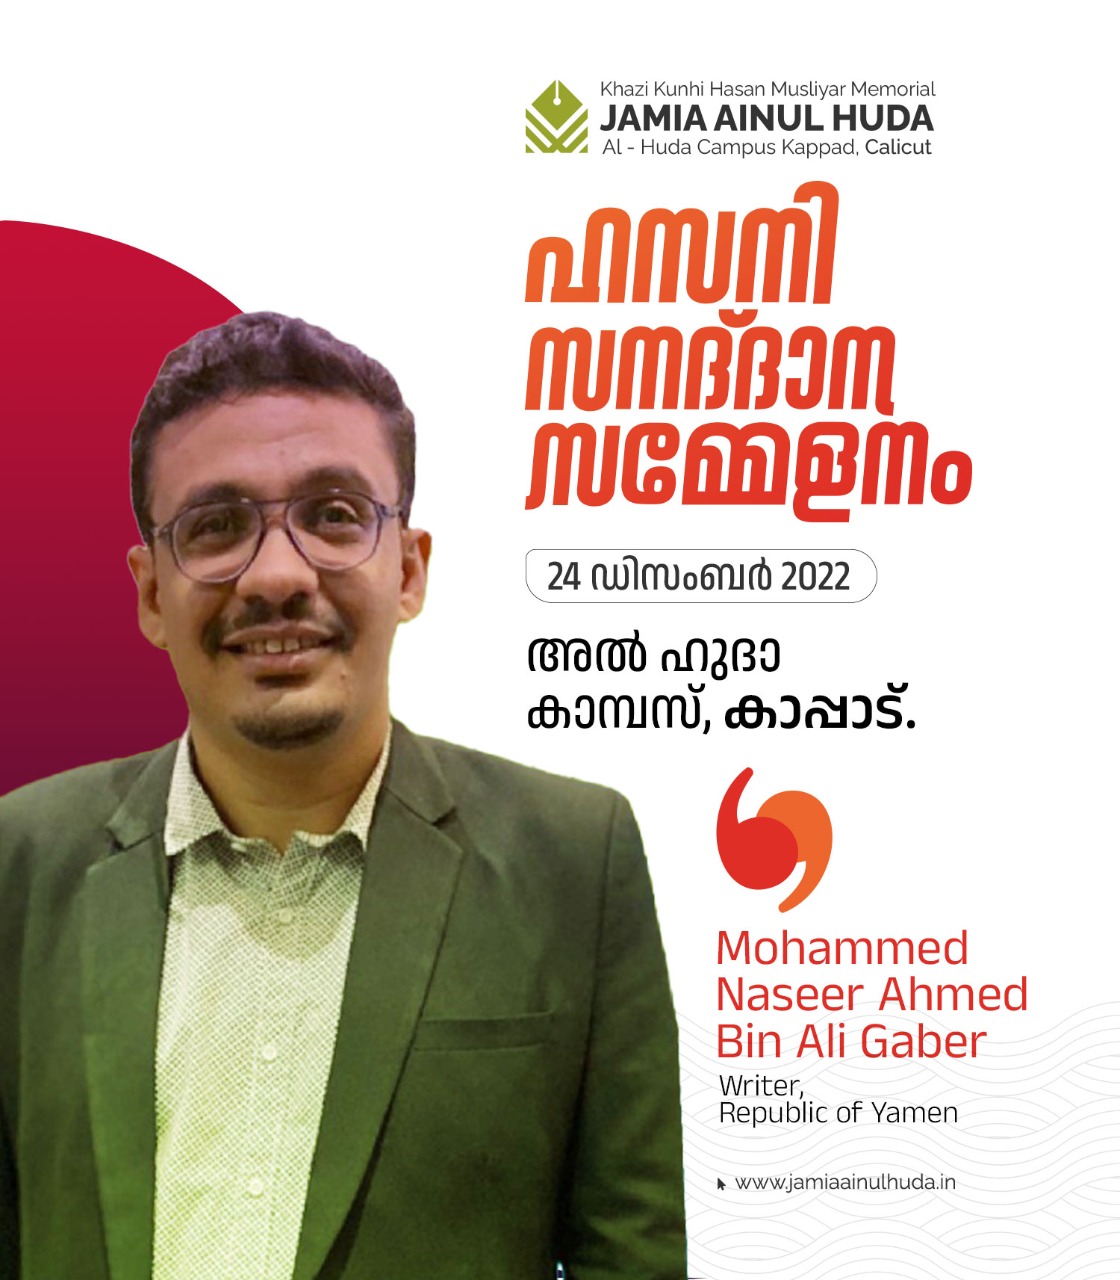 Khazi Kunhi Hasan Musliyar Memorial
JAMIA AINUL HUDA
Al - Huda Campus Kappad, Calicut
ഹസനി
സനദ്ദാന
സമ്മേളനം
24 ഡിസംബർ 2022
അൽ ഹുദാ
കാമ്പസ്, കാപ്പാട്.
Mohammed
Naseer Ahmed
Bin Ali Gaber
Writer,
Republic of Yamen
www.jamiaainulhuda.in